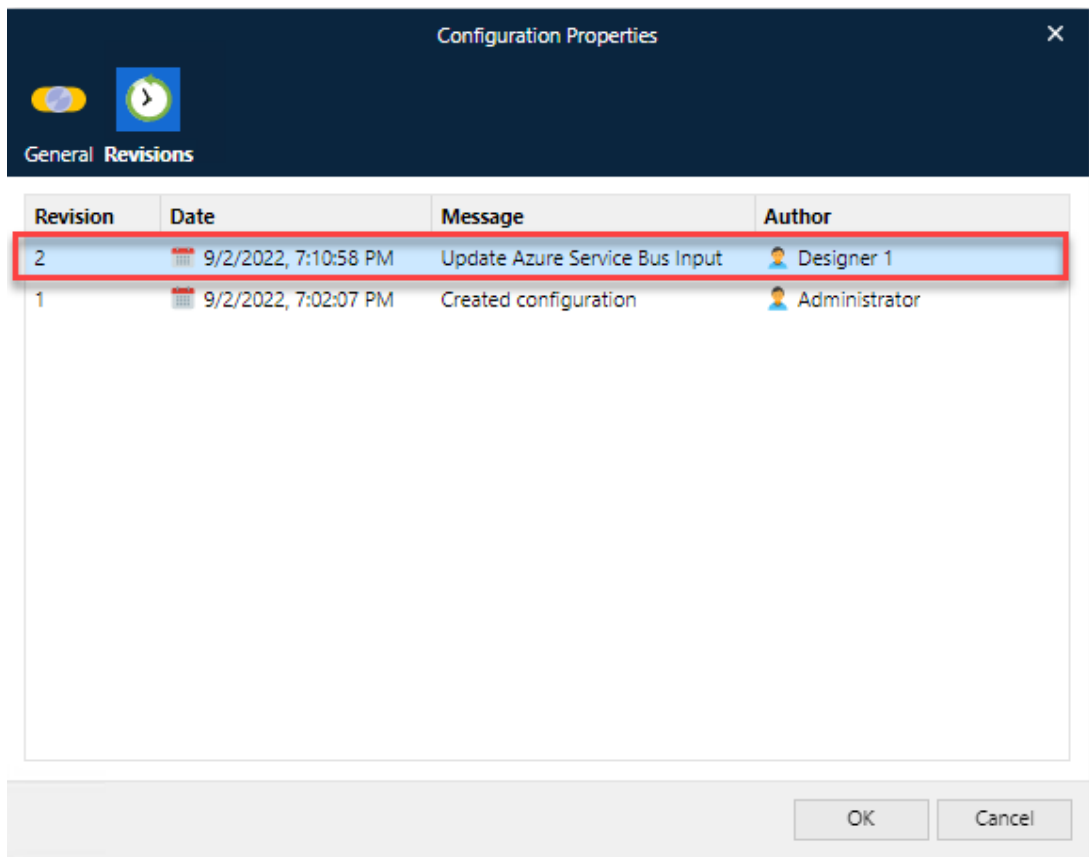 Configuration Properties
General Revisions
Revision Date Message Author
2 9/2/2022, 7:10:58 PM Update Azure Service Bus Input Designer 1
1 9/2/2022, 7:02:07 PM Created configuration Administrator
OK Cancel